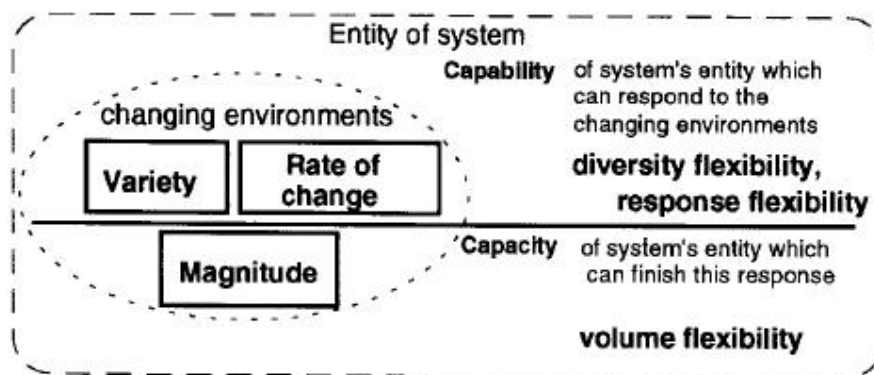 Entity of system
Capability of system's entity which
can respond to the
changing environments
changing environments
Variety
Rate of
change
diversity flexibility,
response flexibility
Capacity of system's entity which
can finish this response
Magnitude
volume flexibility